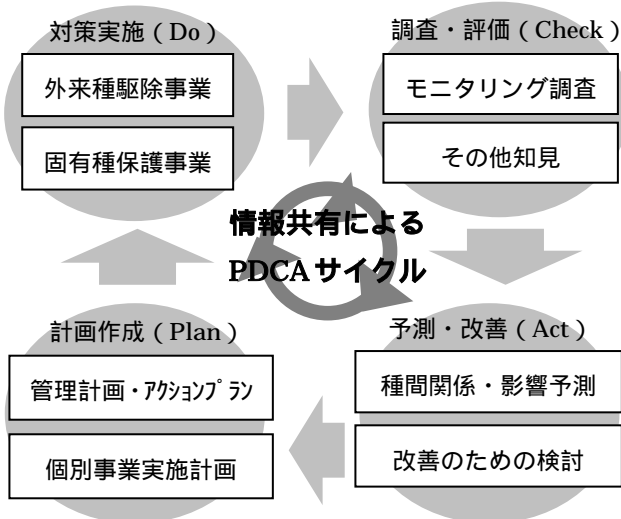 対策実施（Do）
外来種駆除事業
固有種保護事業
調査・評価（Check）
モニタリング調査
その他知見
情報共有による
PDCAサイクル
計画作成（Plan）
管理計画・ｱｸｼｮﾝﾌﾟﾗﾝ
個別事業実施計画
予測・改善（Act）
種間関係・影響予測
改善のための検討